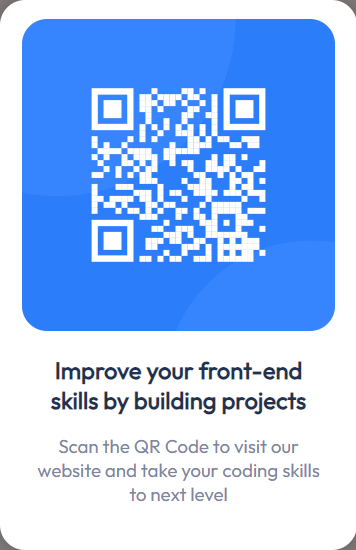 Improve your front-end
skills by building projects
Scan the QR Code to visit our
website and take your coding skills
to next level